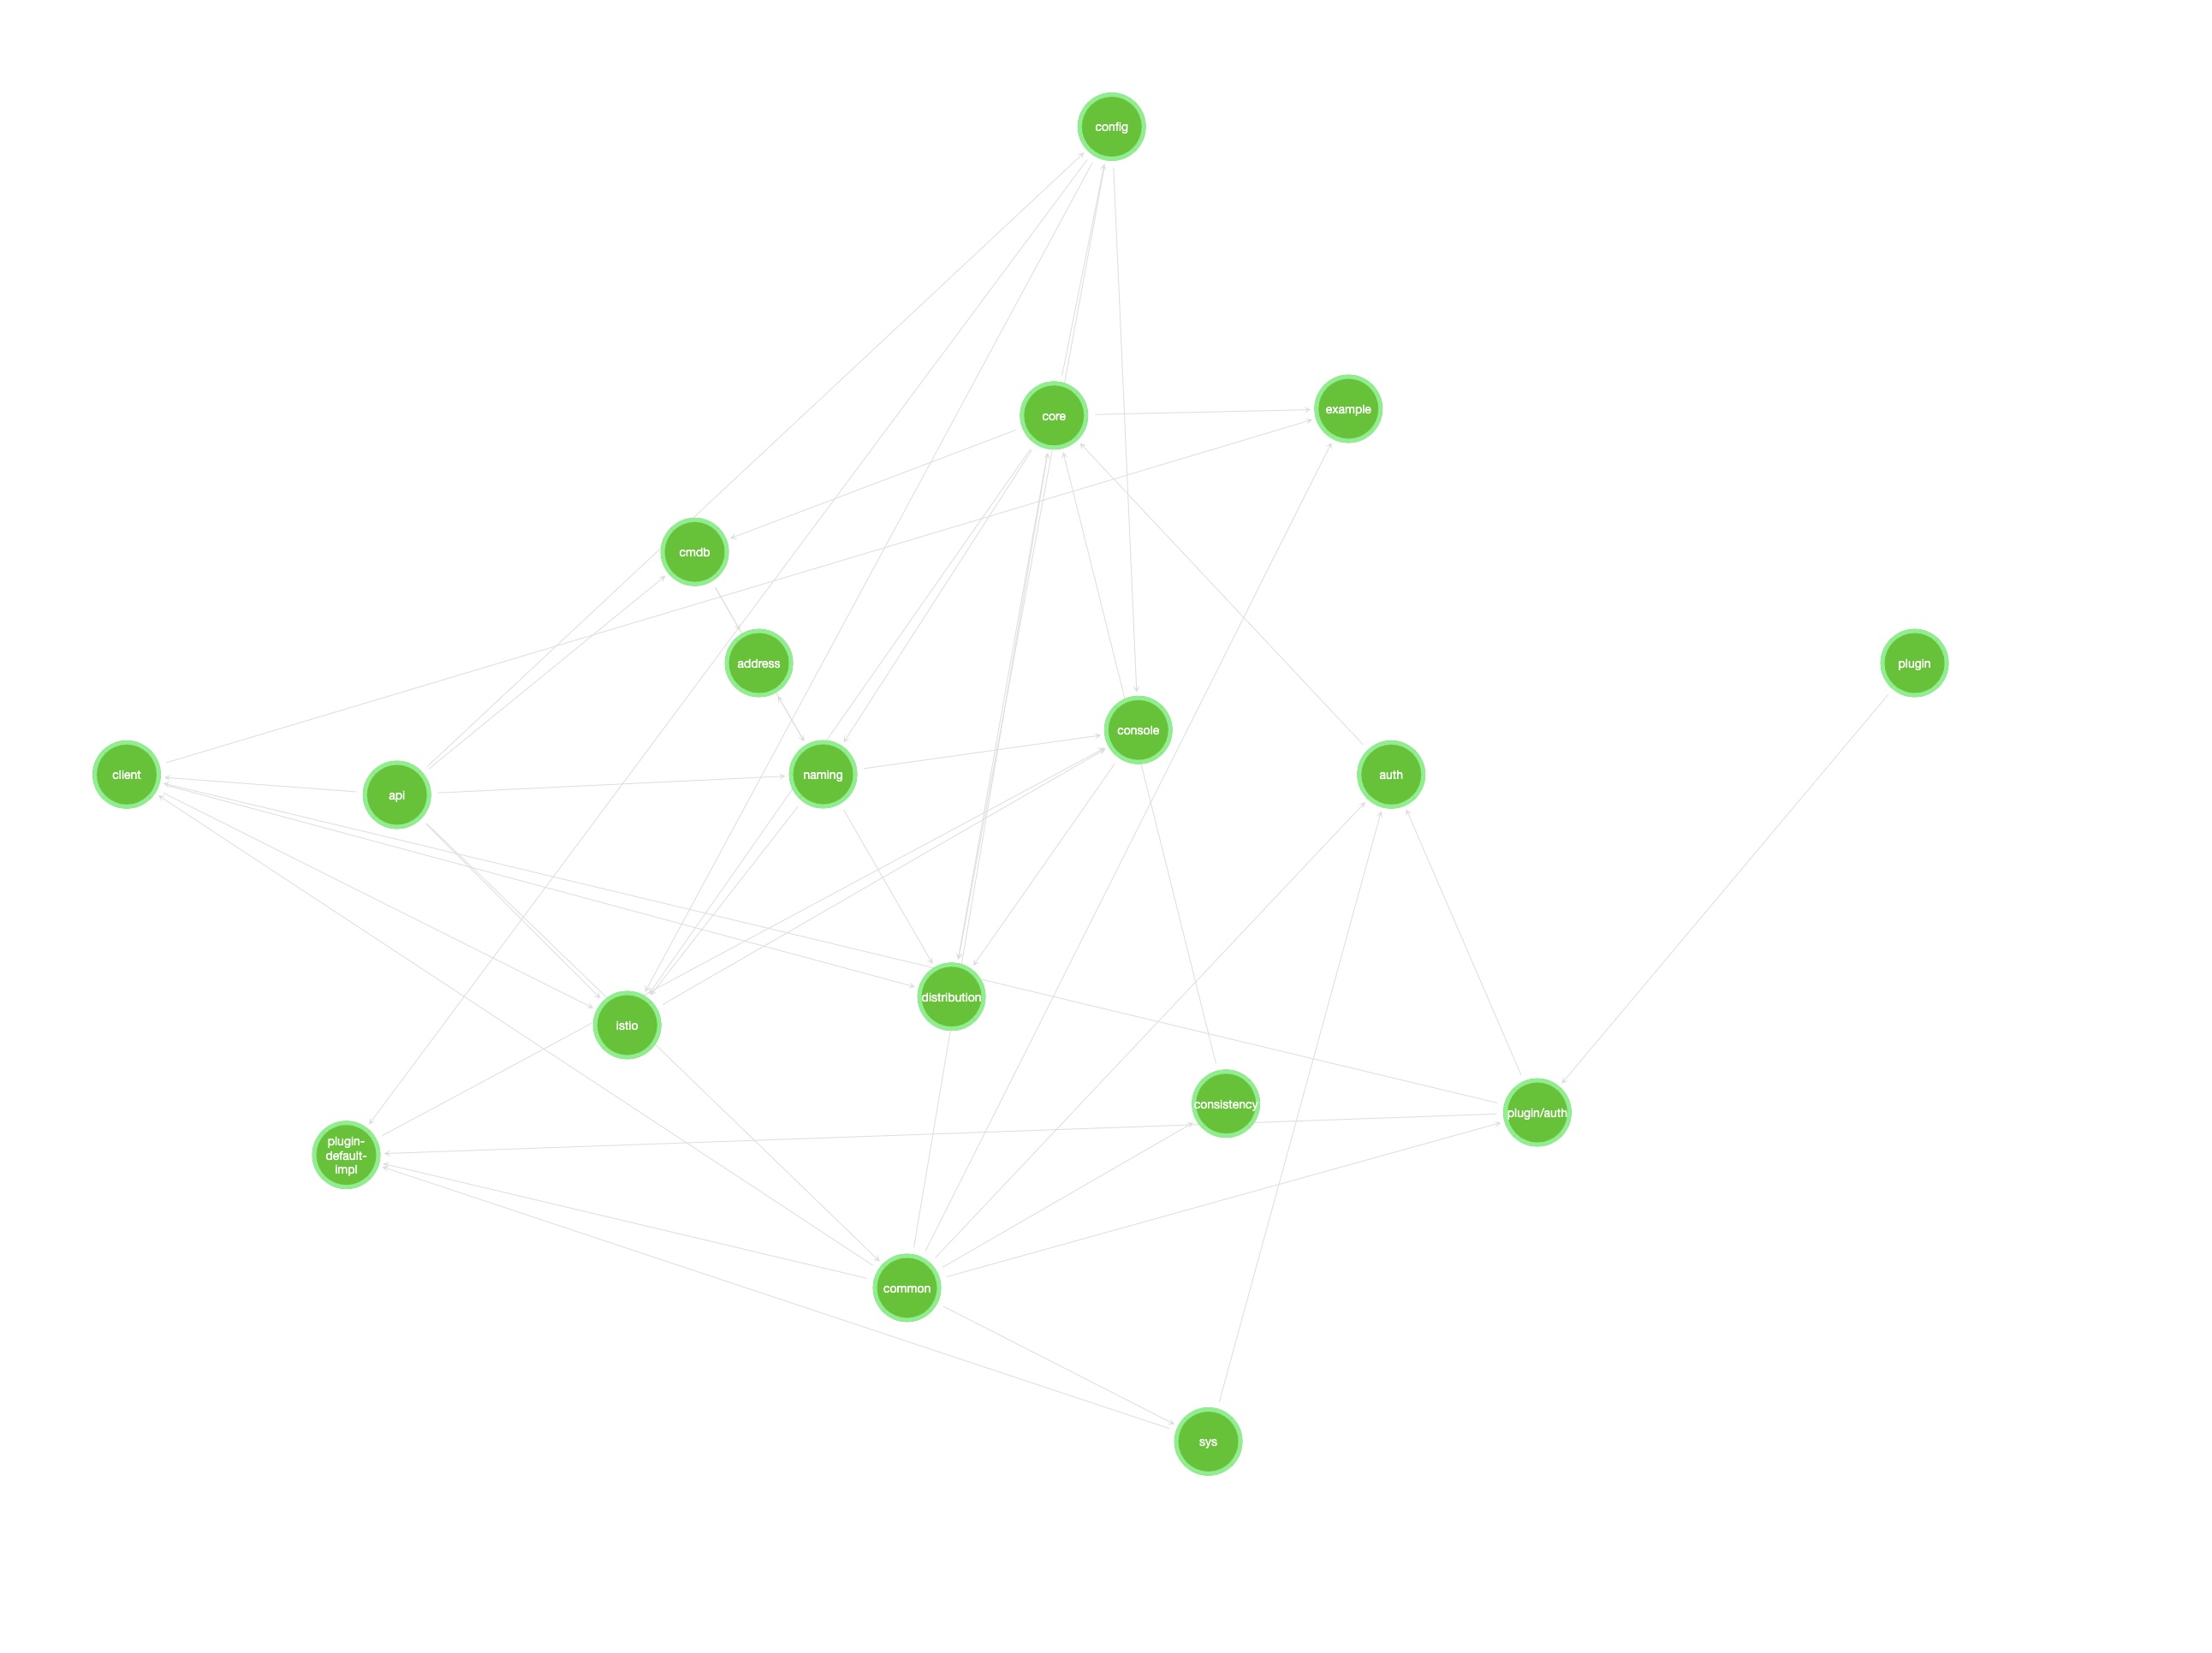 config
core
example
cmdb
address
plugin
console
client
api
naming
auth
distribution
istio
consistency
plugin/auth
plugin-
default-
impl
common
sys